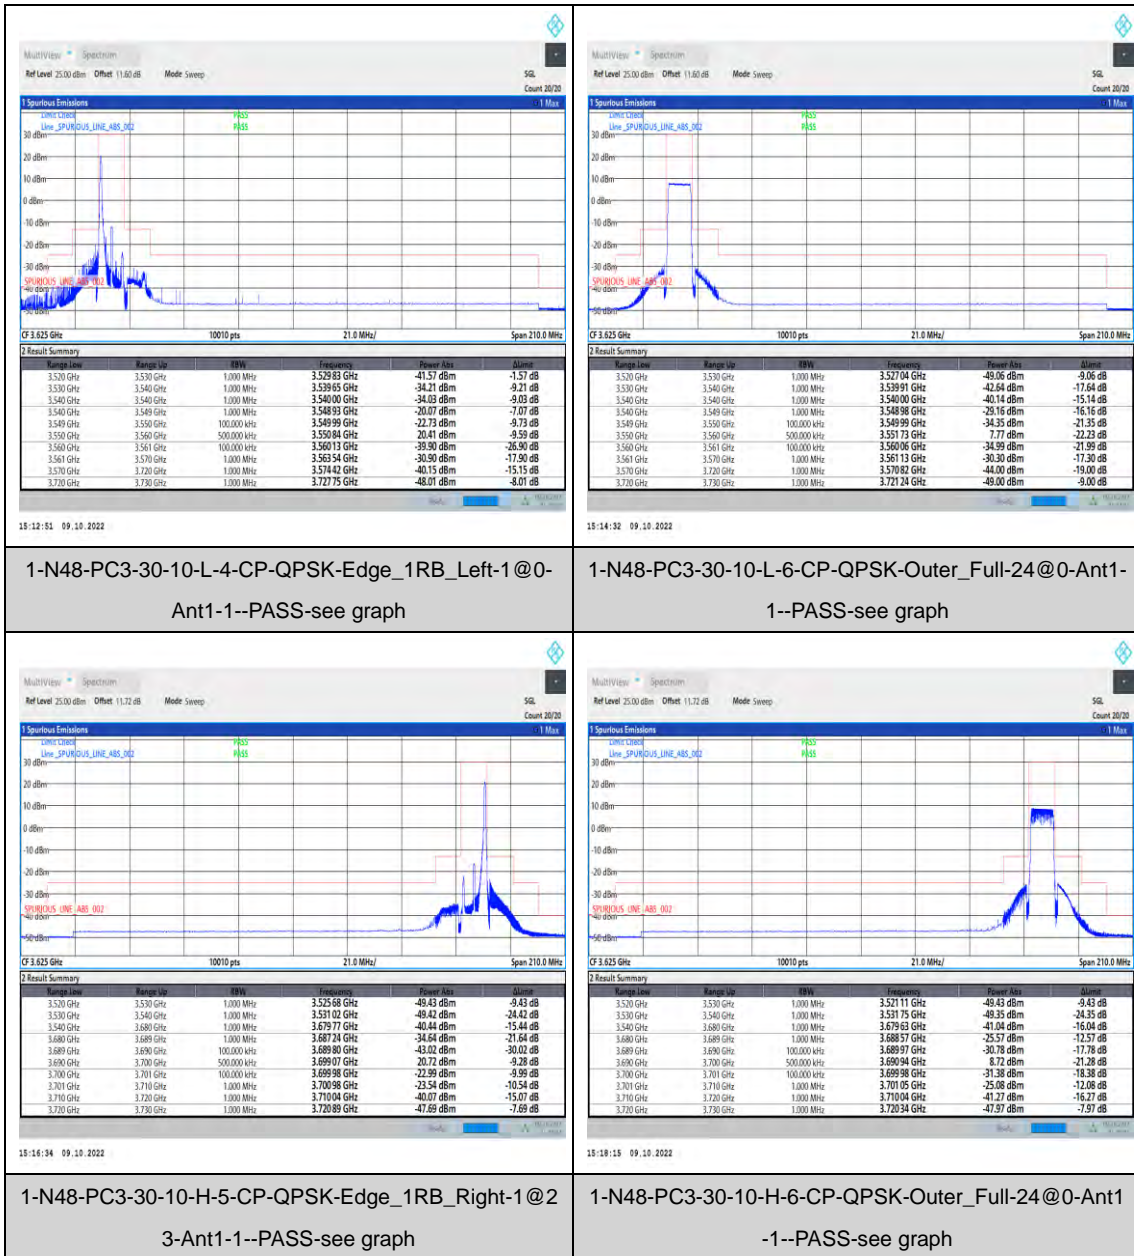 MultiView Spectrum
Ref Level 25.00 dBm Offset 11.60 dB Mode Sweep SGL
Count 20/20
1 Spurious Emissions 1 Max
Limit Check PASS
Line _SPURIOUS_LINE_ABS_002 PASS
30 dBm
20 dBm
10 dBm
0 dBm
-10 dBm
-20 dBm
-30 dBm
SPURIOUS_LINE_ABS_002
-40 dBm
-50 dBm
CF 3.625 GHz 10010 pts 21.0 MHz/ Span 210.0 MHz
2 Result Summary
Range Low Range Up RBW Frequency Power Abs ΔLimit
3.520 GHz 3.530 GHz 1.000 MHz 3.52983 GHz -41.57 dBm -1.57 dB
3.530 GHz 3.540 GHz 1.000 MHz 3.53965 GHz -34.21 dBm -9.21 dB
3.540 GHz 3.540 GHz 1.000 MHz 3.54000 GHz -34.03 dBm -9.03 dB
3.540 GHz 3.549 GHz 1.000 MHz 3.54893 GHz -20.07 dBm -7.07 dB
3.549 GHz 3.550 GHz 100.000 kHz 3.54999 GHz -22.73 dBm -9.73 dB
3.550 GHz 3.560 GHz 500.000 kHz 3.55084 GHz 20.41 dBm -9.59 dB
3.560 GHz 3.561 GHz 100.000 kHz 3.56013 GHz -39.90 dBm -26.90 dB
3.561 GHz 3.570 GHz 1.000 MHz 3.56354 GHz -30.90 dBm -17.90 dB
3.570 GHz 3.720 GHz 1.000 MHz 3.57442 GHz -40.15 dBm -15.15 dB
3.720 GHz 3.730 GHz 1.000 MHz 3.72775 GHz -48.01 dBm -8.01 dB
15:12:51 09.10.2022
1-N48-PC3-30-10-L-4-CP-QPSK-Edge_1RB_Left-1@0-
Ant1-1--PASS-see graph
MultiView Spectrum
Ref Level 25.00 dBm Offset 11.60 dB Mode Sweep SGL
Count 20/20
1 Spurious Emissions 1 Max
Limit Check PASS
Line _SPURIOUS_LINE_ABS_002 PASS
30 dBm
20 dBm
10 dBm
0 dBm
-10 dBm
-20 dBm
-30 dBm
SPURIOUS_LINE_ABS_002
-40 dBm
-50 dBm
CF 3.625 GHz 10010 pts 21.0 MHz/ Span 210.0 MHz
2 Result Summary
Range Low Range Up RBW Frequency Power Abs ΔLimit
3.520 GHz 3.530 GHz 1.000 MHz 3.52704 GHz -49.06 dBm -9.06 dB
3.530 GHz 3.540 GHz 1.000 MHz 3.53991 GHz -42.64 dBm -17.64 dB
3.540 GHz 3.540 GHz 1.000 MHz 3.54000 GHz -40.14 dBm -15.14 dB
3.540 GHz 3.549 GHz 1.000 MHz 3.54898 GHz -29.16 dBm -16.16 dB
3.549 GHz 3.550 GHz 100.000 kHz 3.54999 GHz -34.35 dBm -21.35 dB
3.550 GHz 3.560 GHz 500.000 kHz 3.55173 GHz 7.77 dBm -22.23 dB
3.560 GHz 3.561 GHz 100.000 kHz 3.56006 GHz -34.99 dBm -21.99 dB
3.561 GHz 3.570 GHz 1.000 MHz 3.56113 GHz -30.30 dBm -17.30 dB
3.570 GHz 3.720 GHz 1.000 MHz 3.57082 GHz -44.00 dBm -19.00 dB
3.720 GHz 3.730 GHz 1.000 MHz 3.72124 GHz -49.00 dBm -9.00 dB
15:14:32 09.10.2022
1-N48-PC3-30-10-L-6-CP-QPSK-Outer_Full-24@0-Ant1-
1--PASS-see graph
MultiView Spectrum
Ref Level 25.00 dBm Offset 11.72 dB Mode Sweep SGL
Count 20/20
1 Spurious Emissions 1 Max
Limit Check PASS
Line _SPURIOUS_LINE_ABS_002 PASS
30 dBm
20 dBm
10 dBm
0 dBm
-10 dBm
-20 dBm
-30 dBm
SPURIOUS_LINE_ABS_002
-40 dBm
-50 dBm
CF 3.625 GHz 10010 pts 21.0 MHz/ Span 210.0 MHz
2 Result Summary
Range Low Range Up RBW Frequency Power Abs ΔLimit
3.520 GHz 3.530 GHz 1.000 MHz 3.52568 GHz -49.43 dBm -9.43 dB
3.530 GHz 3.540 GHz 1.000 MHz 3.53102 GHz -49.42 dBm -24.42 dB
3.540 GHz 3.680 GHz 1.000 MHz 3.67977 GHz -40.44 dBm -15.44 dB
3.680 GHz 3.689 GHz 1.000 MHz 3.68724 GHz -34.64 dBm -21.64 dB
3.689 GHz 3.690 GHz 100.000 kHz 3.68980 GHz -43.02 dBm -30.02 dB
3.690 GHz 3.700 GHz 500.000 kHz 3.69907 GHz 20.72 dBm -9.28 dB
3.700 GHz 3.701 GHz 100.000 kHz 3.69998 GHz -22.99 dBm -9.99 dB
3.701 GHz 3.710 GHz 1.000 MHz 3.70098 GHz -23.54 dBm -10.54 dB
3.710 GHz 3.720 GHz 1.000 MHz 3.71004 GHz -40.07 dBm -15.07 dB
3.720 GHz 3.730 GHz 1.000 MHz 3.72089 GHz -47.69 dBm -7.69 dB
15:16:34 09.10.2022
1-N48-PC3-30-10-H-5-CP-QPSK-Edge_1RB_Right-1@2
3-Ant1-1--PASS-see graph
MultiView Spectrum
Ref Level 25.00 dBm Offset 11.72 dB Mode Sweep SGL
Count 20/20
1 Spurious Emissions 1 Max
Limit Check PASS
Line _SPURIOUS_LINE_ABS_002 PASS
30 dBm
20 dBm
10 dBm
0 dBm
-10 dBm
-20 dBm
-30 dBm
SPURIOUS_LINE_ABS_002
-40 dBm
-50 dBm
CF 3.625 GHz 10010 pts 21.0 MHz/ Span 210.0 MHz
2 Result Summary
Range Low Range Up RBW Frequency Power Abs ΔLimit
3.520 GHz 3.530 GHz 1.000 MHz 3.52111 GHz -49.43 dBm -9.43 dB
3.530 GHz 3.540 GHz 1.000 MHz 3.53175 GHz -49.35 dBm -24.35 dB
3.540 GHz 3.680 GHz 1.000 MHz 3.67963 GHz -41.04 dBm -16.04 dB
3.680 GHz 3.689 GHz 1.000 MHz 3.68857 GHz -25.57 dBm -12.57 dB
3.689 GHz 3.690 GHz 100.000 kHz 3.68997 GHz -30.78 dBm -17.78 dB
3.690 GHz 3.700 GHz 500.000 kHz 3.69094 GHz 8.72 dBm -21.28 dB
3.700 GHz 3.701 GHz 100.000 kHz 3.69998 GHz -31.38 dBm -18.38 dB
3.701 GHz 3.710 GHz 1.000 MHz 3.70105 GHz -25.08 dBm -12.08 dB
3.710 GHz 3.720 GHz 1.000 MHz 3.71004 GHz -41.27 dBm -16.27 dB
3.720 GHz 3.730 GHz 1.000 MHz 3.72034 GHz -47.97 dBm -7.97 dB
15:18:15 09.10.2022
1-N48-PC3-30-10-H-6-CP-QPSK-Outer_Full-24@0-Ant1
-1--PASS-see graph